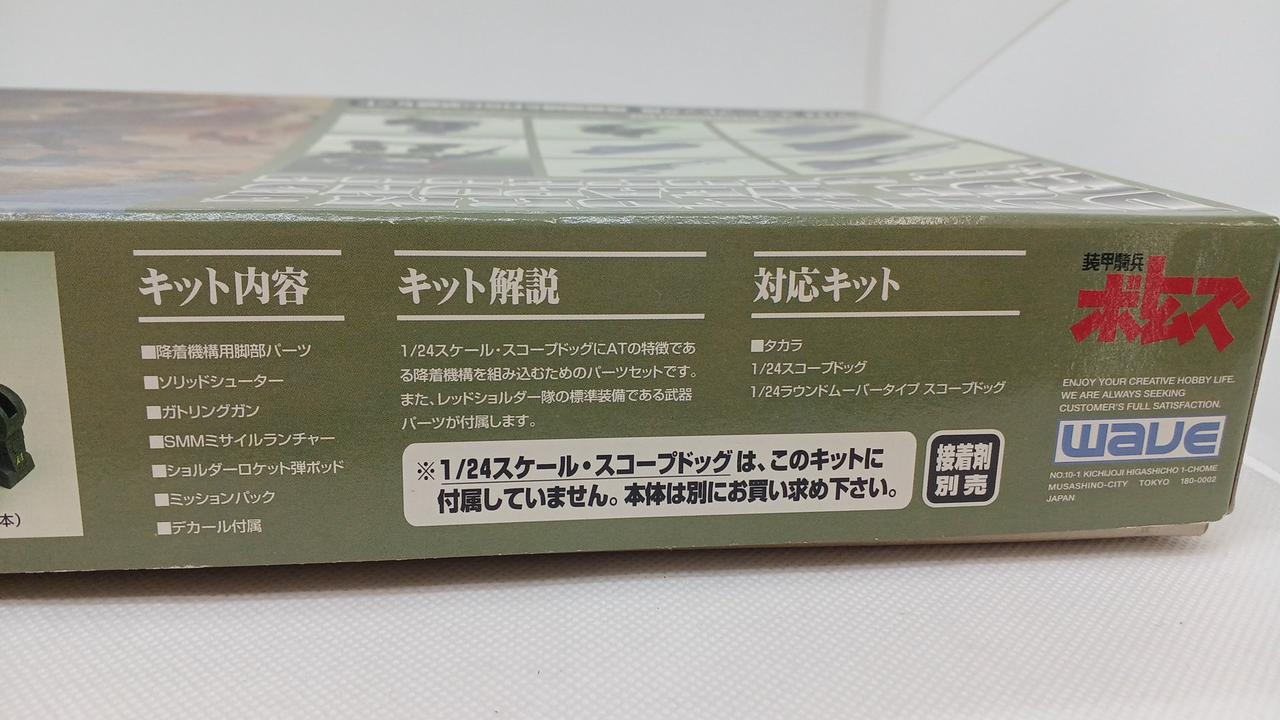 キット内容
■降着機構用脚部パーツ
■ソリッドシューター
■ガトリングガン
■SMMミサイルランチャー
■ショルダーロケット弾ポッド
■ミッションパック
■デカール付属
キット解説
1/24スケール・スコープドッグにATの特徴であ
る降着機構を組み込むためのパーツセットです。
また、レッドショルダー隊の標準装備である武器
パーツが付属します。
※1/24スケール・スコープドッグは、このキットに
付属していません。本体は別にお買い求め下さい。
接着剤
別売
対応キット
■タカラ
1/24スコープドッグ
1/24ラウンドムーバータイプ スコープドッグ
装甲騎兵
ボトムズ
ENJOY YOUR CREATIVE HOBBY LIFE.
WE ARE ALWAYS SEEKING
CUSTOMER'S FULL SATISFACTION.
WAVE
NO.10-1 KICHIJOJI HIGASHICHO 1-CHOME
MUSASHINO-CITY TOKYO 180-0002
JAPAN
本）